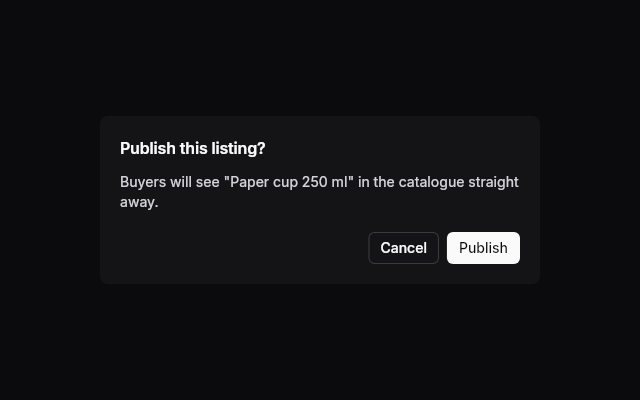 Publish this listing?
Buyers will see "Paper cup 250 ml" in the catalogue straight
away.
Cancel
Publish